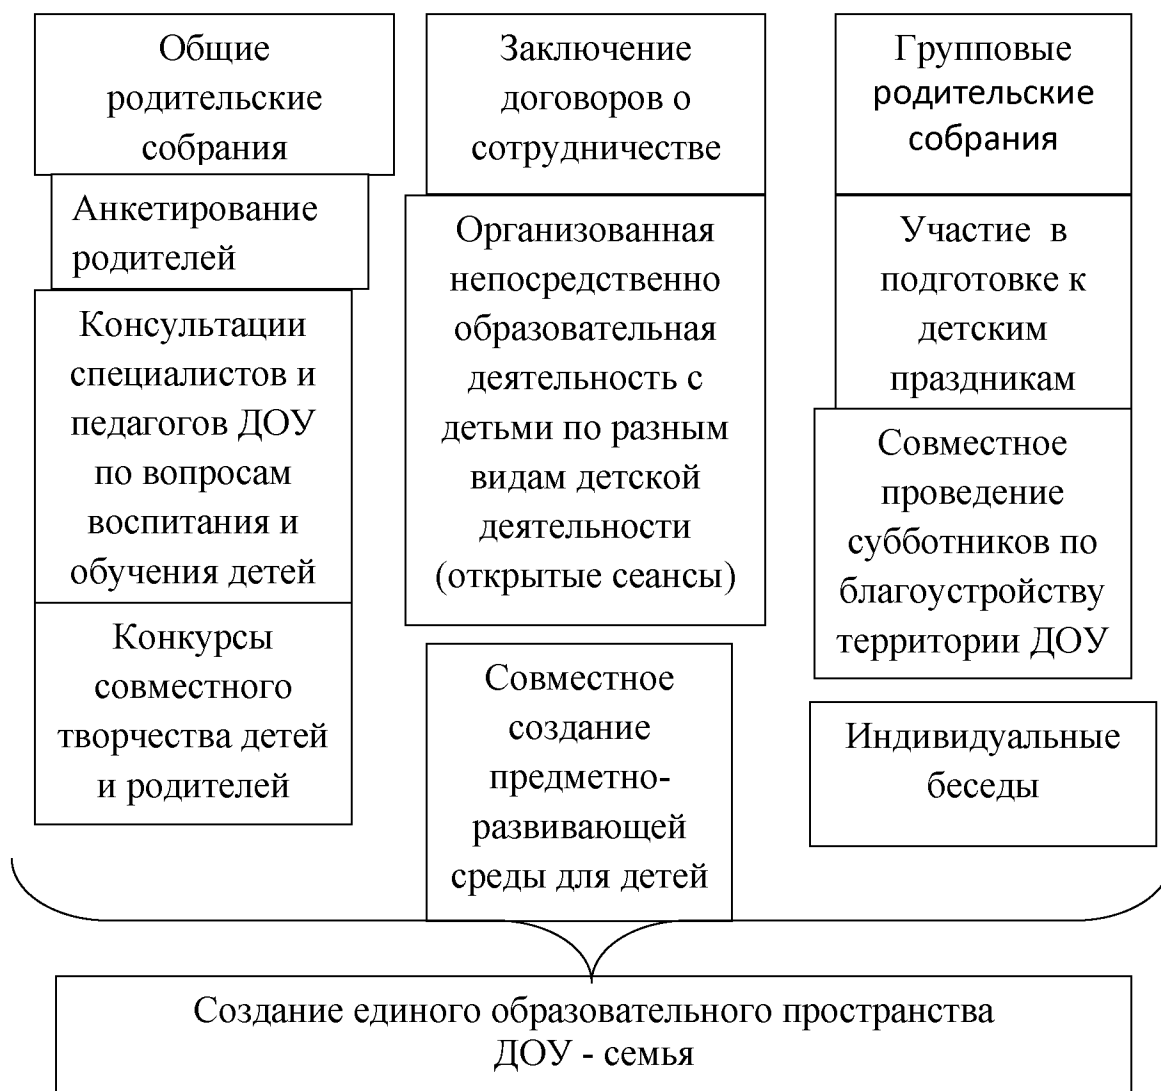 Общие
родительские
собрания
Анкетирование
родителей
Консультации
специалистов и
педагогов ДОУ
по вопросам
воспитания и
обучения детей
Конкурсы
совместного
творчества детей
и родителей
Заключение
договоров о
сотрудничестве
Организованная
непосредственно
образовательная
деятельность с
детьми по разным
видам детской
деятельности
(открытые сеансы)
Совместное
создание
предметно-
развивающей
среды для детей
Групповые
родительские
собрания
Участие в
подготовке к
детским
праздникам
Совместное
проведение
субботников по
благоустройству
территории ДОУ
Индивидуальные
беседы
Создание единого образовательного пространства
ДОУ - семья